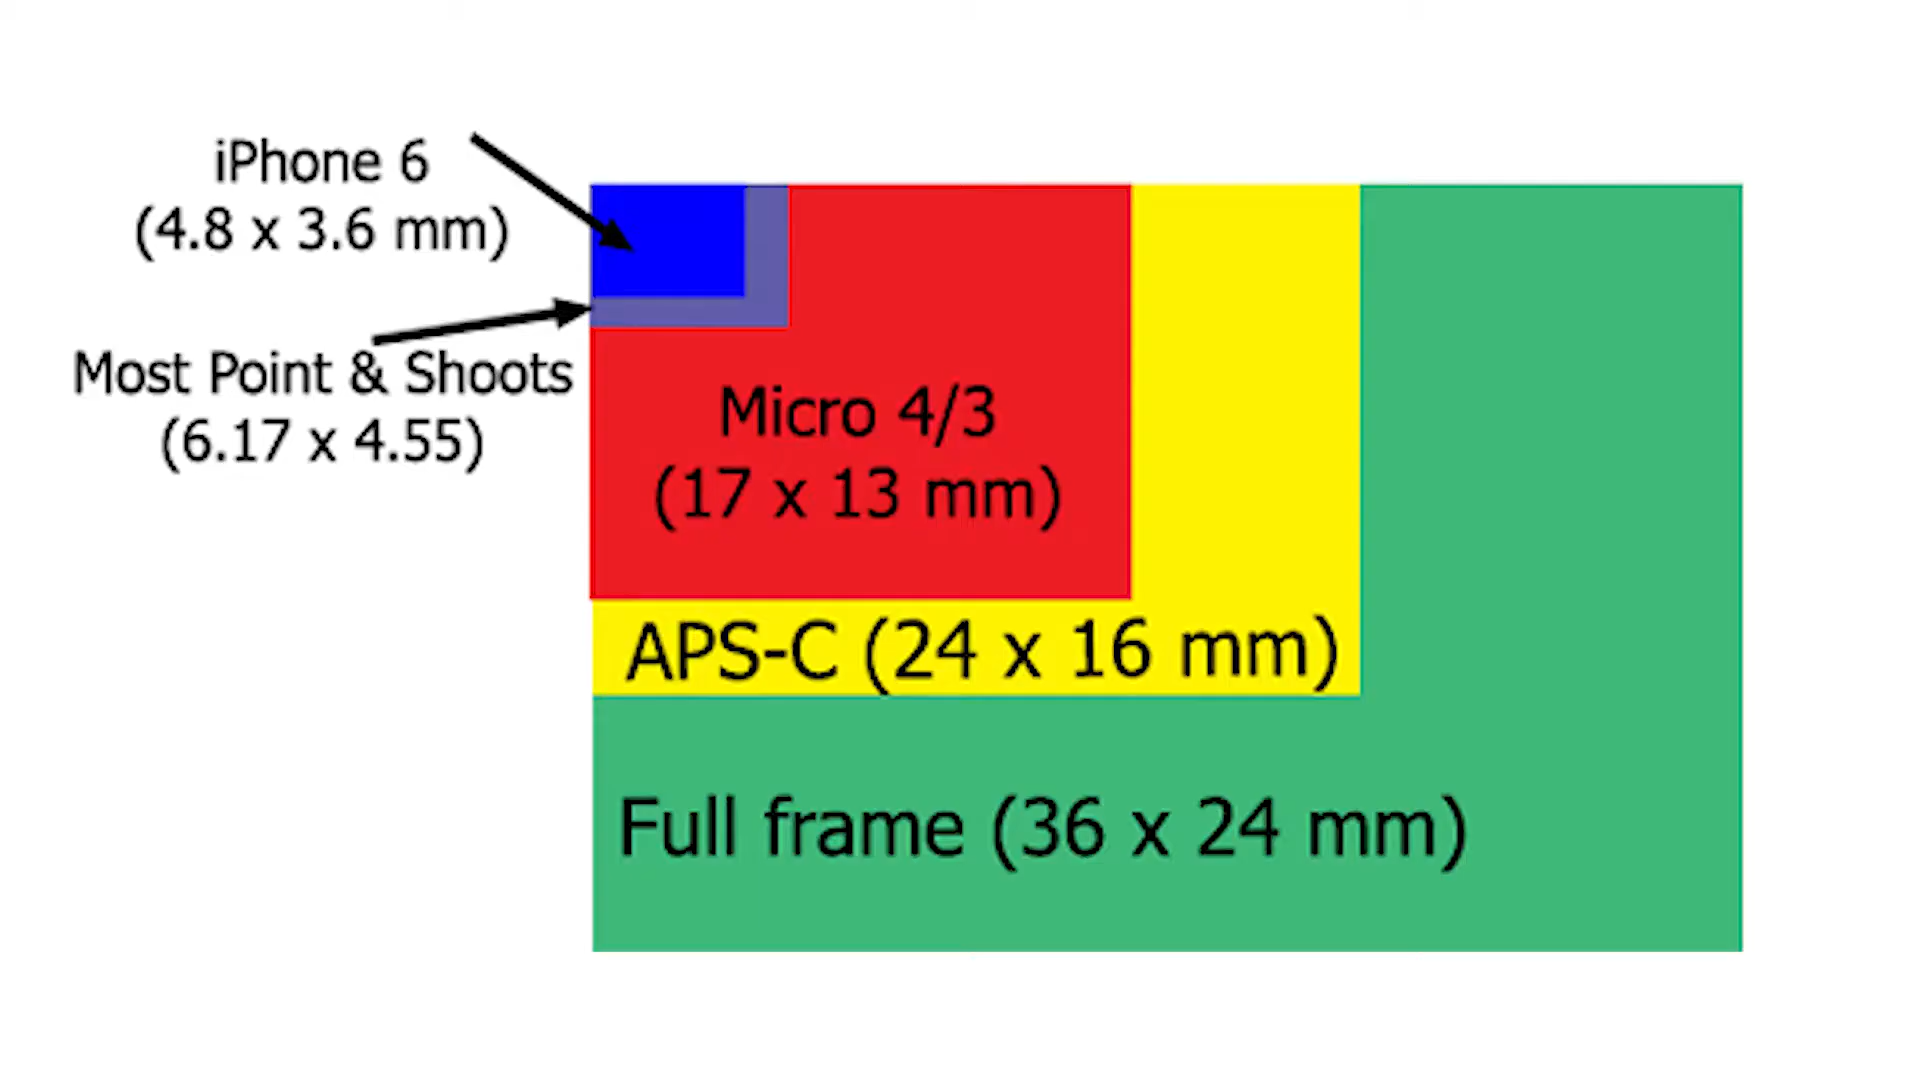 iPhone 6
(4.8 x 3.6 mm)
Most Point & Shoots
(6.17 x 4.55)
Micro 4/3
(17 x 13 mm)
APS-C (24 x 16 mm)
Full frame (36 x 24 mm)